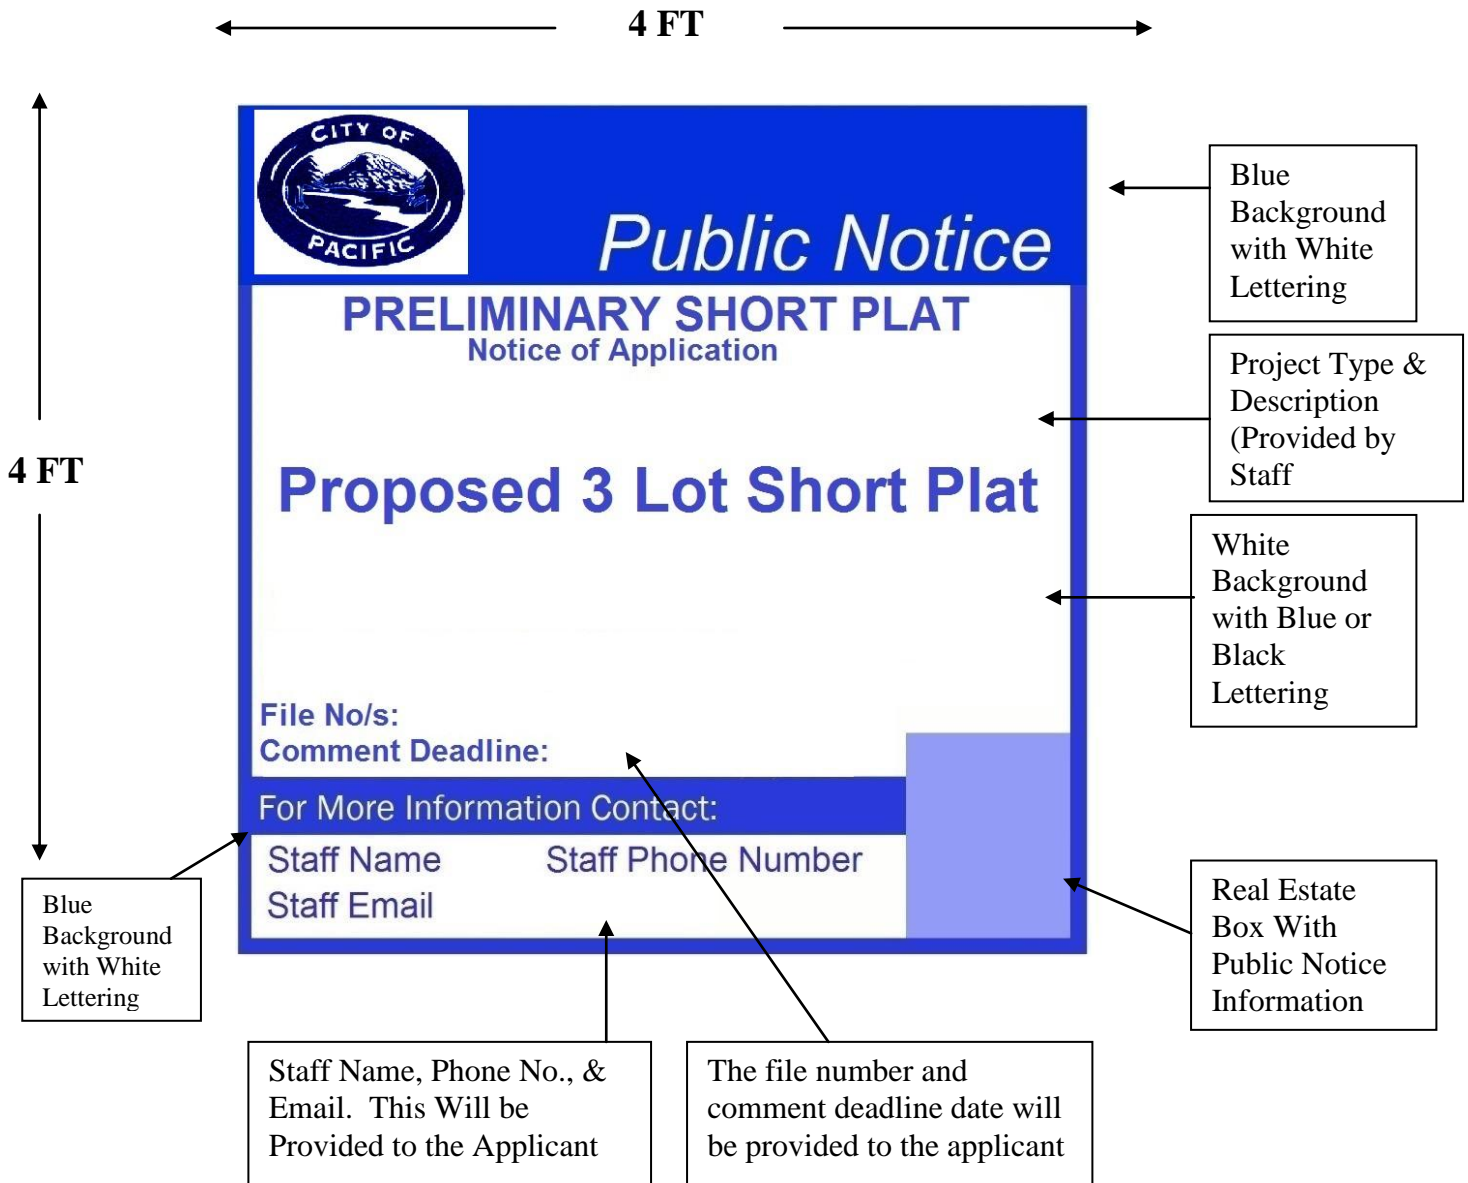 4 FT
CITY OF
PACIFIC
Public Notice
PRELIMINARY SHORT PLAT
Notice of Application
4 FT
Proposed 3 Lot Short Plat
File No/s:
Comment Deadline:
For More Information Contact:
Staff Name
Staff Phone Number
Staff Email
Blue
Background
with White
Lettering
Project Type &
Description
(Provided by
Staff
White
Background
with Blue or
Black
Lettering
Real Estate
Box With
Public Notice
Information
Blue
Background
with White
Lettering
Staff Name, Phone No., &
Email. This Will be
Provided to the Applicant
The file number and
comment deadline date will
be provided to the applicant